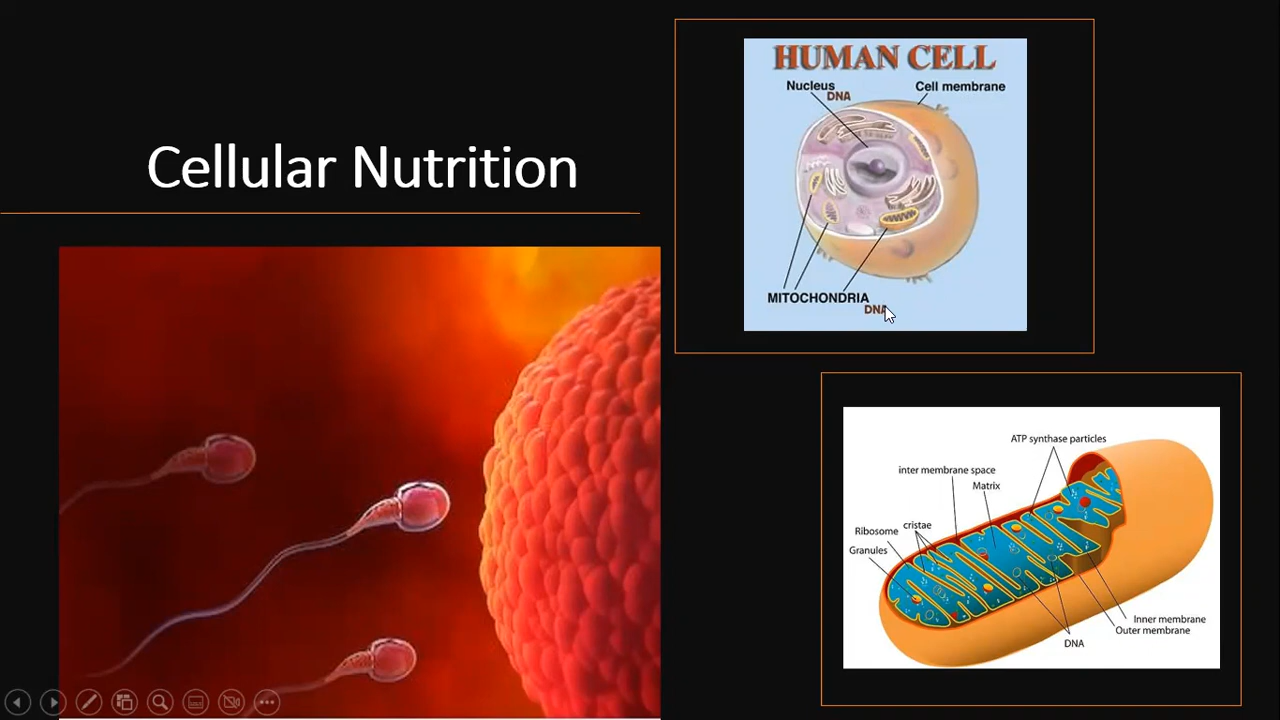 Cellular Nutrition
HUMAN CELL
Nucleus
DNA
Cell membrane
MITOCHONDRIA
DNA
ATP synthase particles
inter membrane space
Matrix
Ribosome
cristae
Granules
Inner membrane
Outer membrane
DNA